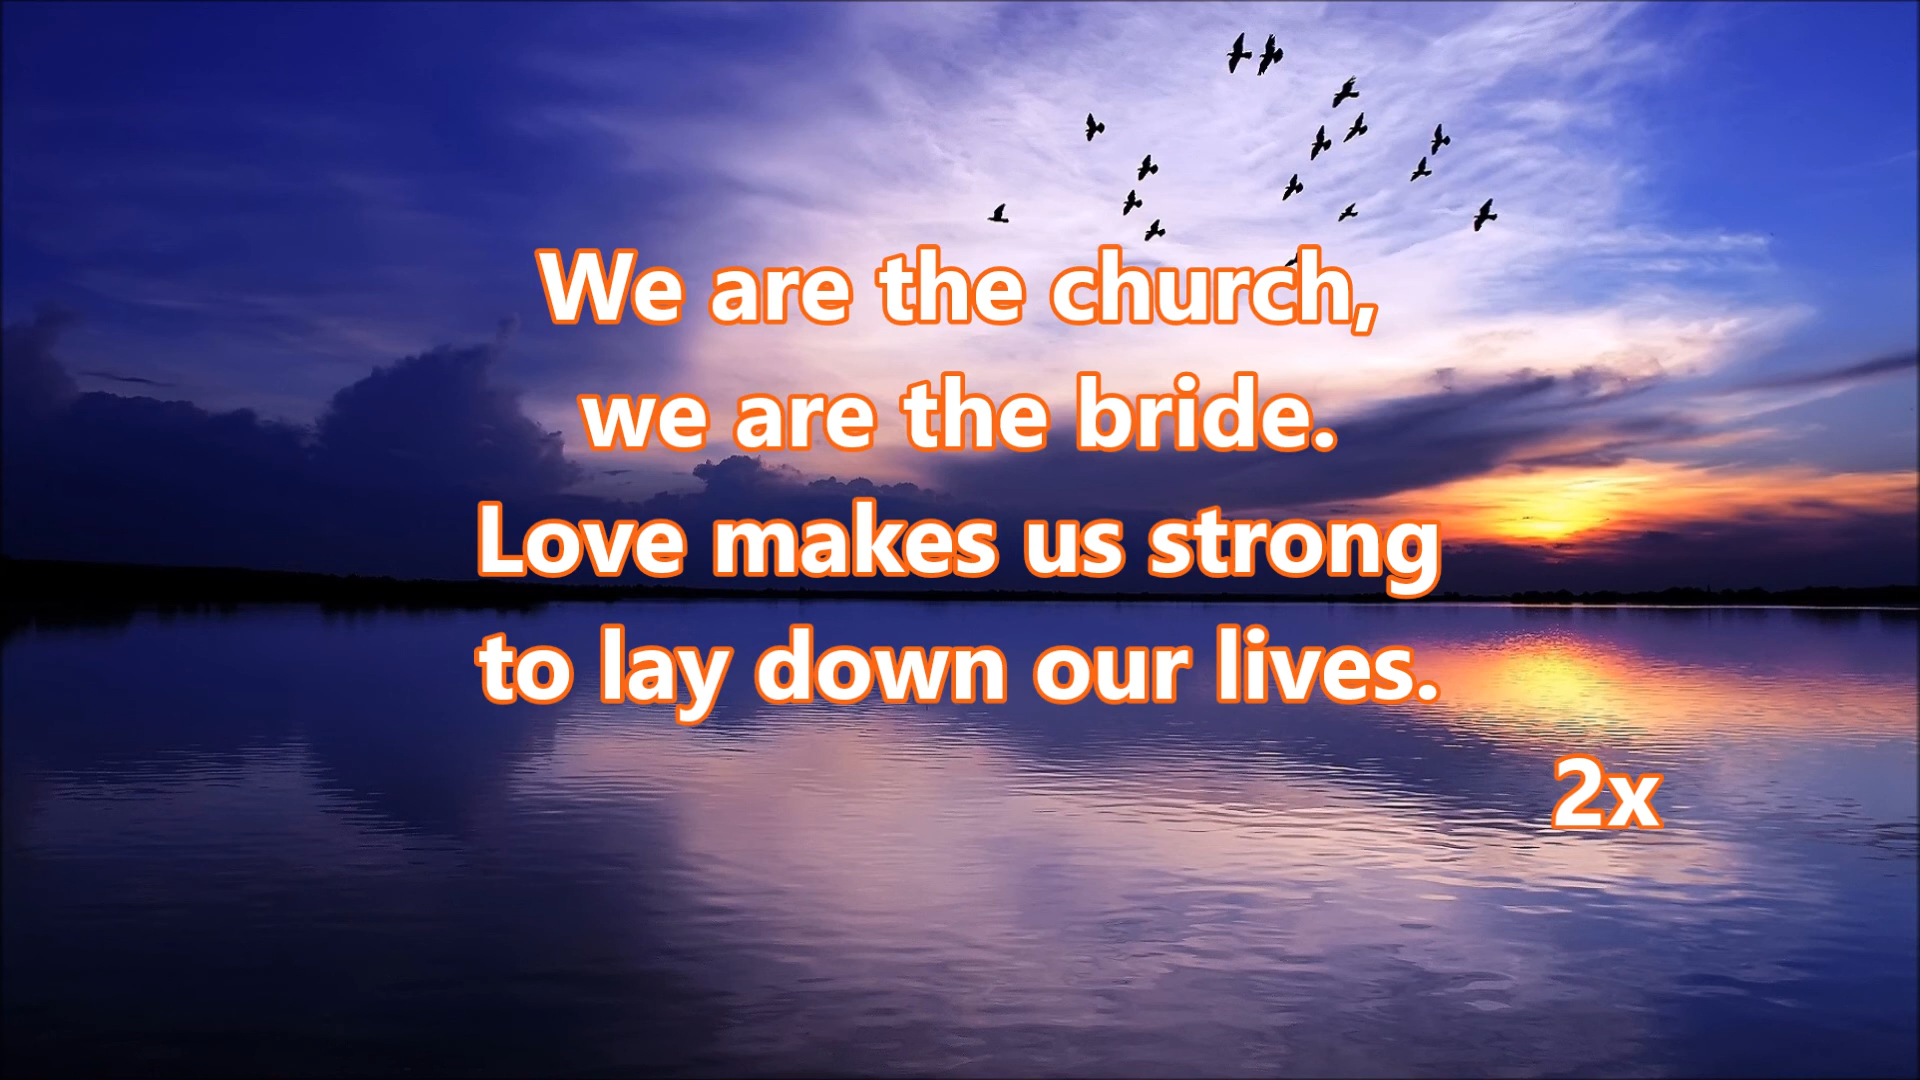 We are the church,
we are the bride.
Love makes us strong
to lay down our lives.
2x